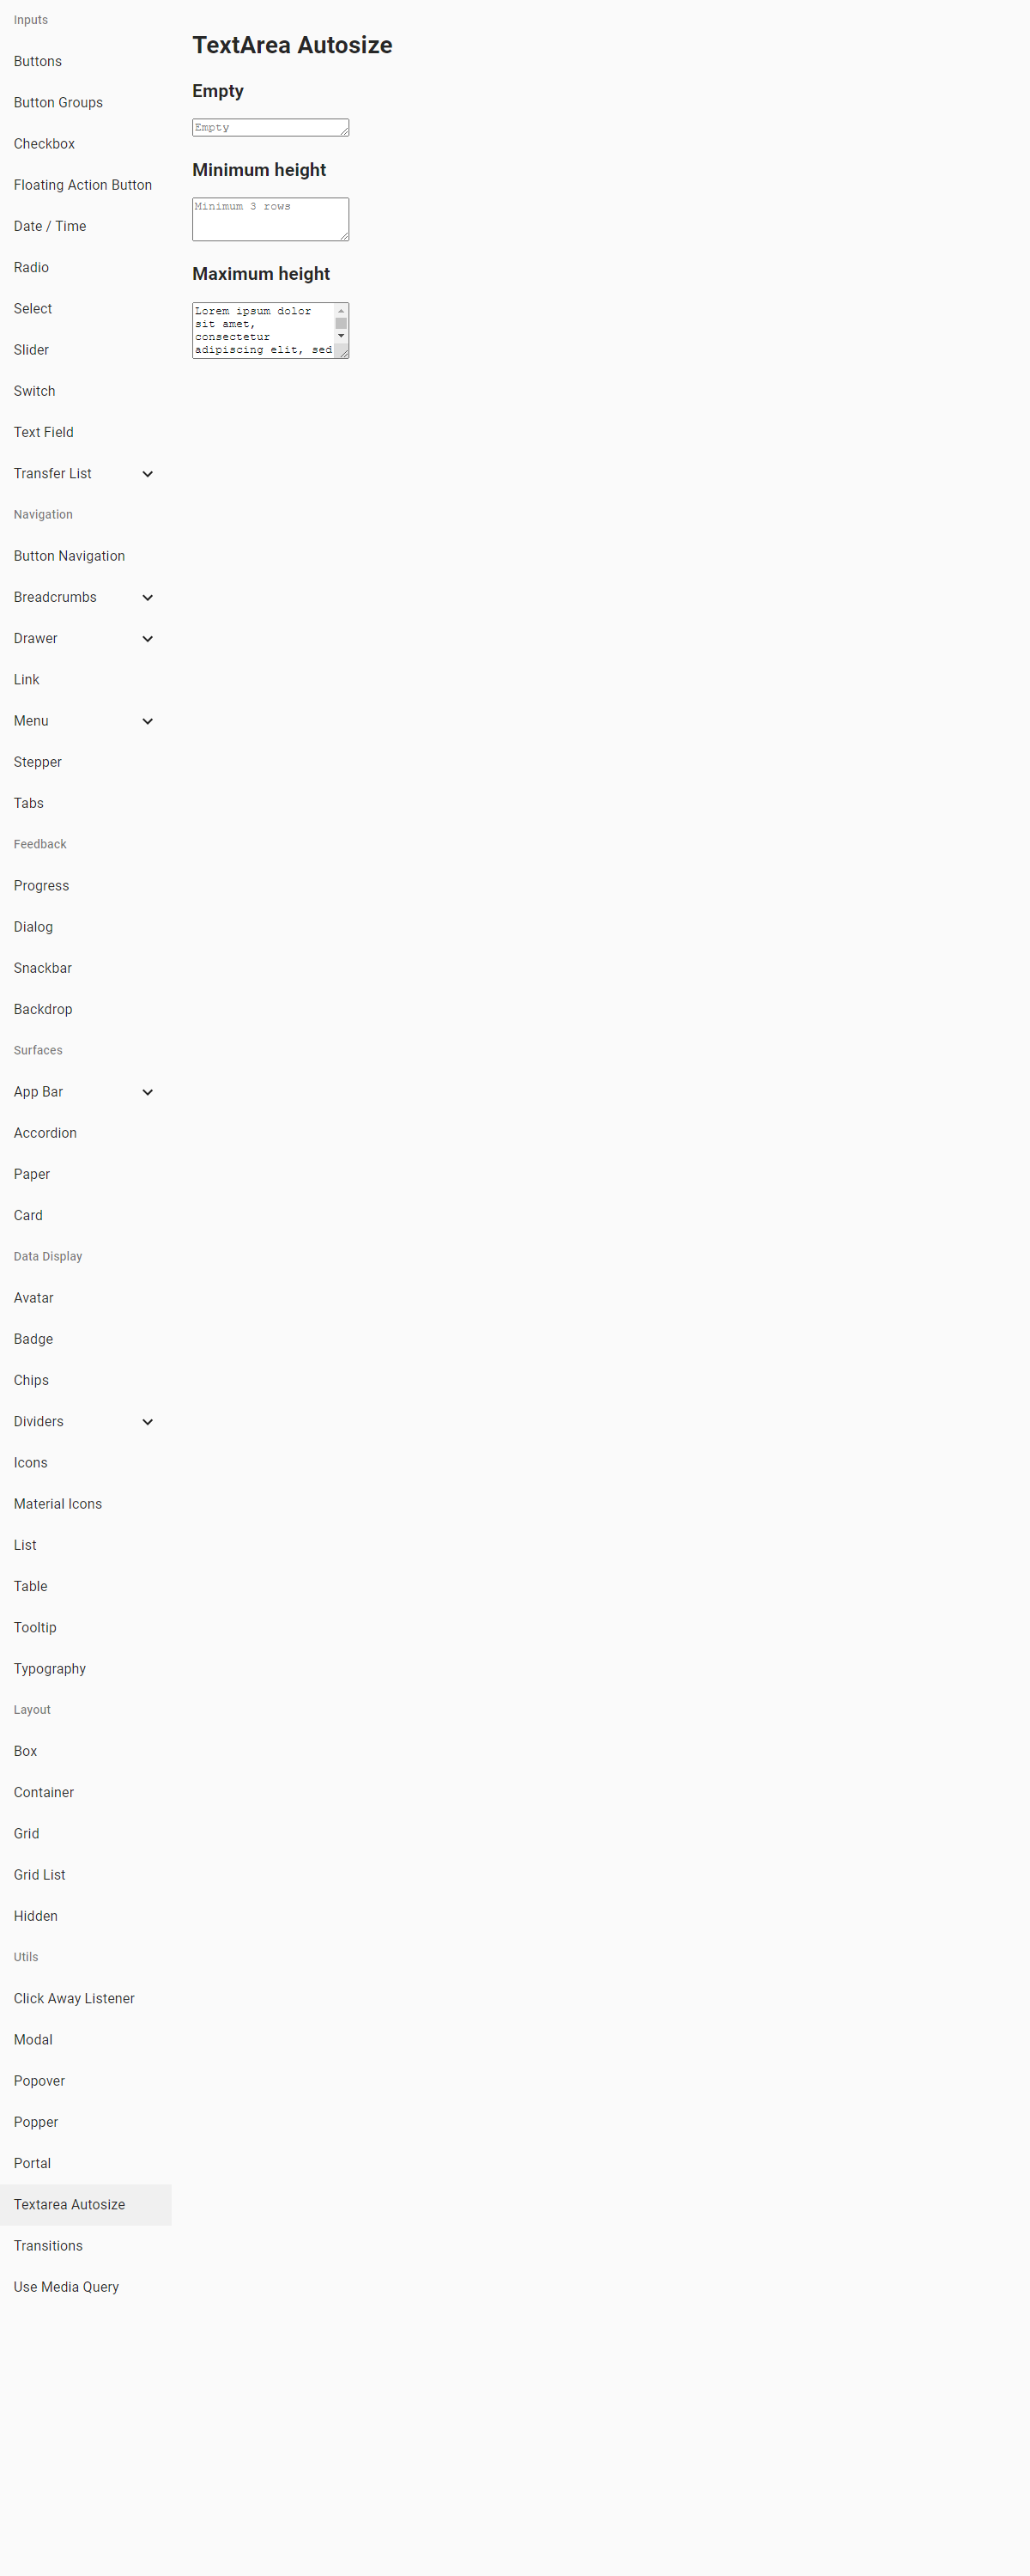 Inputs
Buttons
Button Groups
Checkbox
Floating Action Button
Date / Time
Radio
Select
Slider
Switch
Text Field
Transfer List
Navigation
Button Navigation
Breadcrumbs
Drawer
Link
Menu
Stepper
Tabs
Feedback
Progress
Dialog
Snackbar
Backdrop
Surfaces
App Bar
Accordion
Paper
Card
Data Display
Avatar
Badge
Chips
Dividers
Icons
Material Icons
List
Table
Tooltip
Typography
Layout
Box
Container
Grid
Grid List
Hidden
Utils
Click Away Listener
Modal
Popover
Popper
Portal
Textarea Autosize
Transitions
Use Media Query
TextArea Autosize
Empty
Empty
Minimum height
Minimum 3 rows
Maximum height
Lorem ipsum dolor
sit amet,
consectetur
adipiscing elit, sed